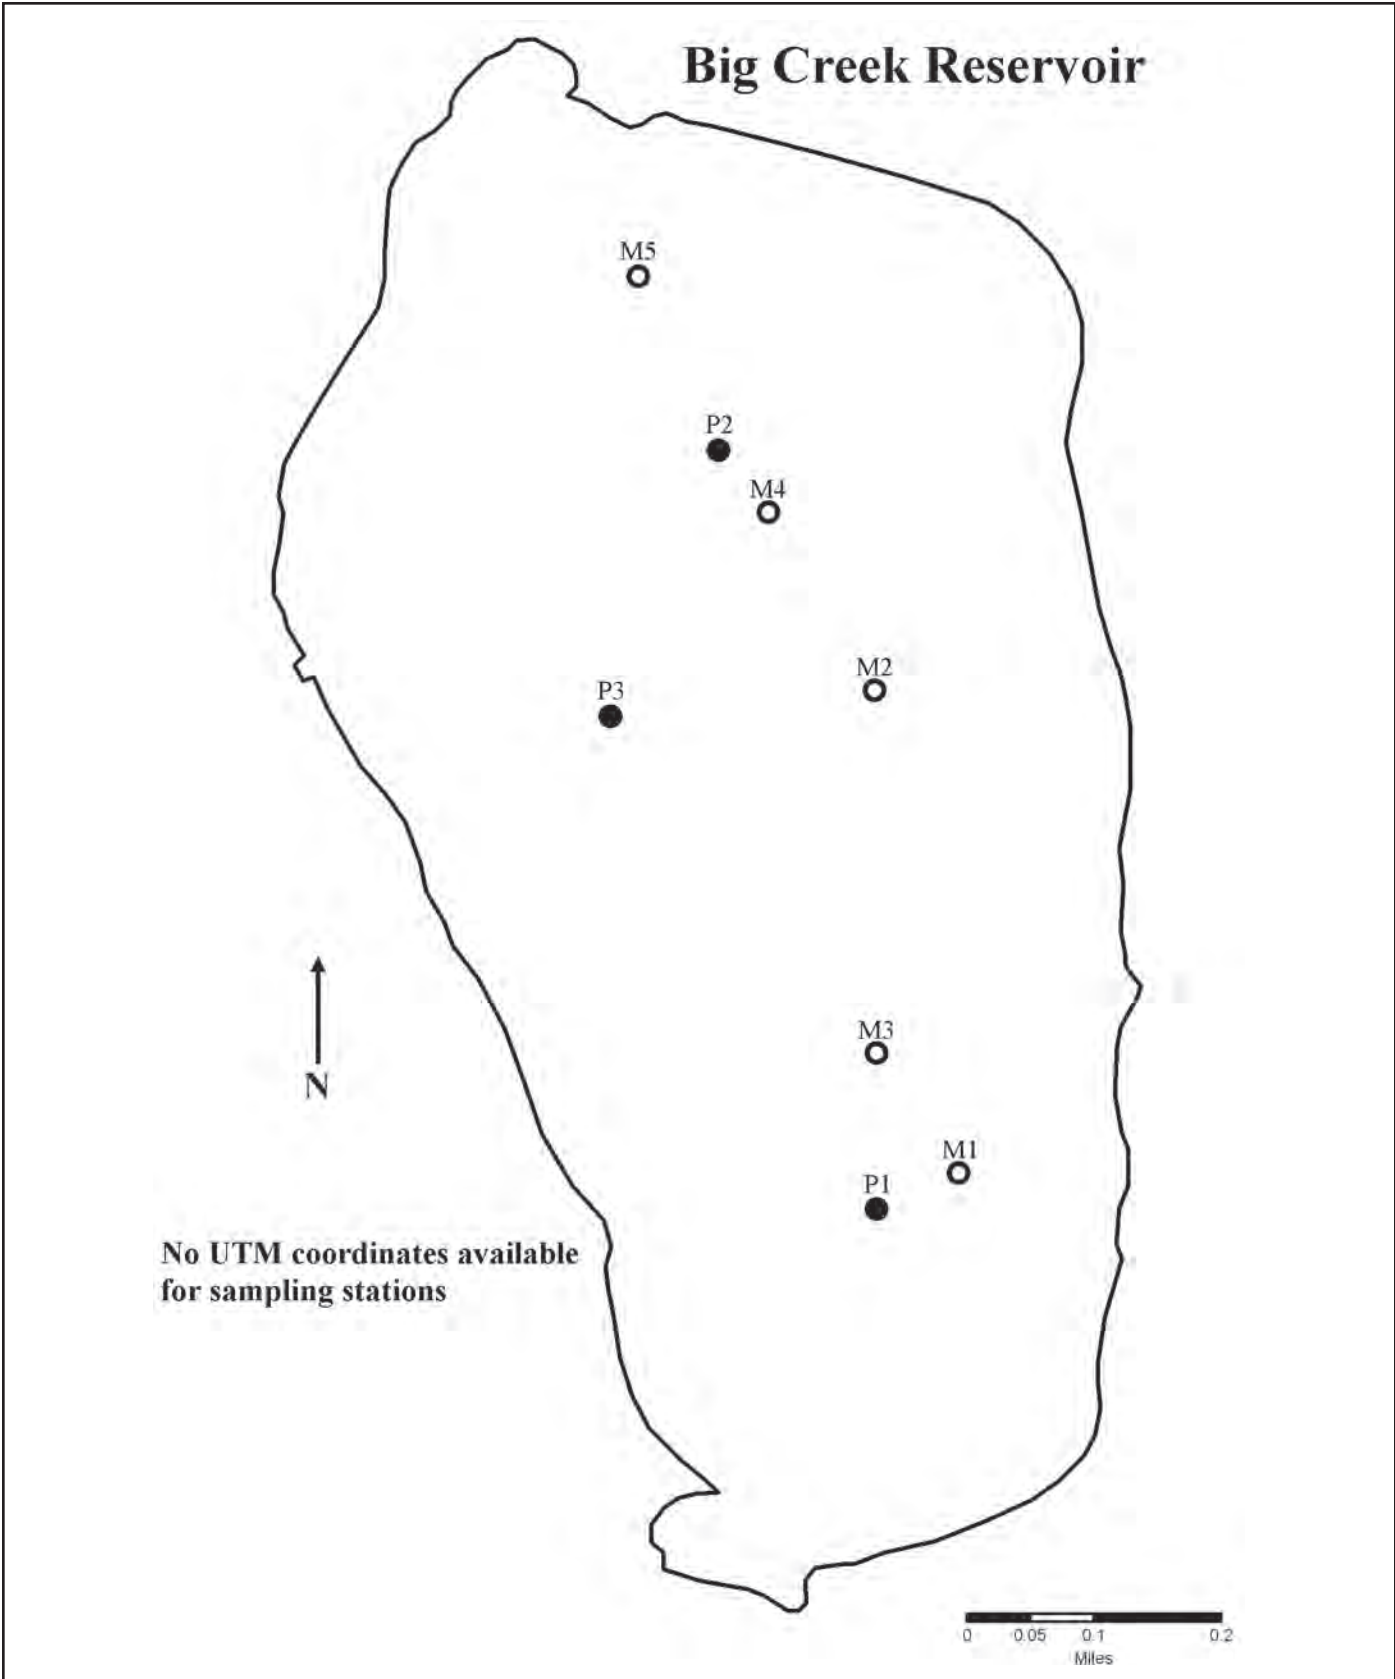 Big Creek Reservoir
M5
P2
M4
M2
P3
M3
N
M1
P1
No UTM coordinates available
for sampling stations
0 0.05 0.1 0.2
Miles